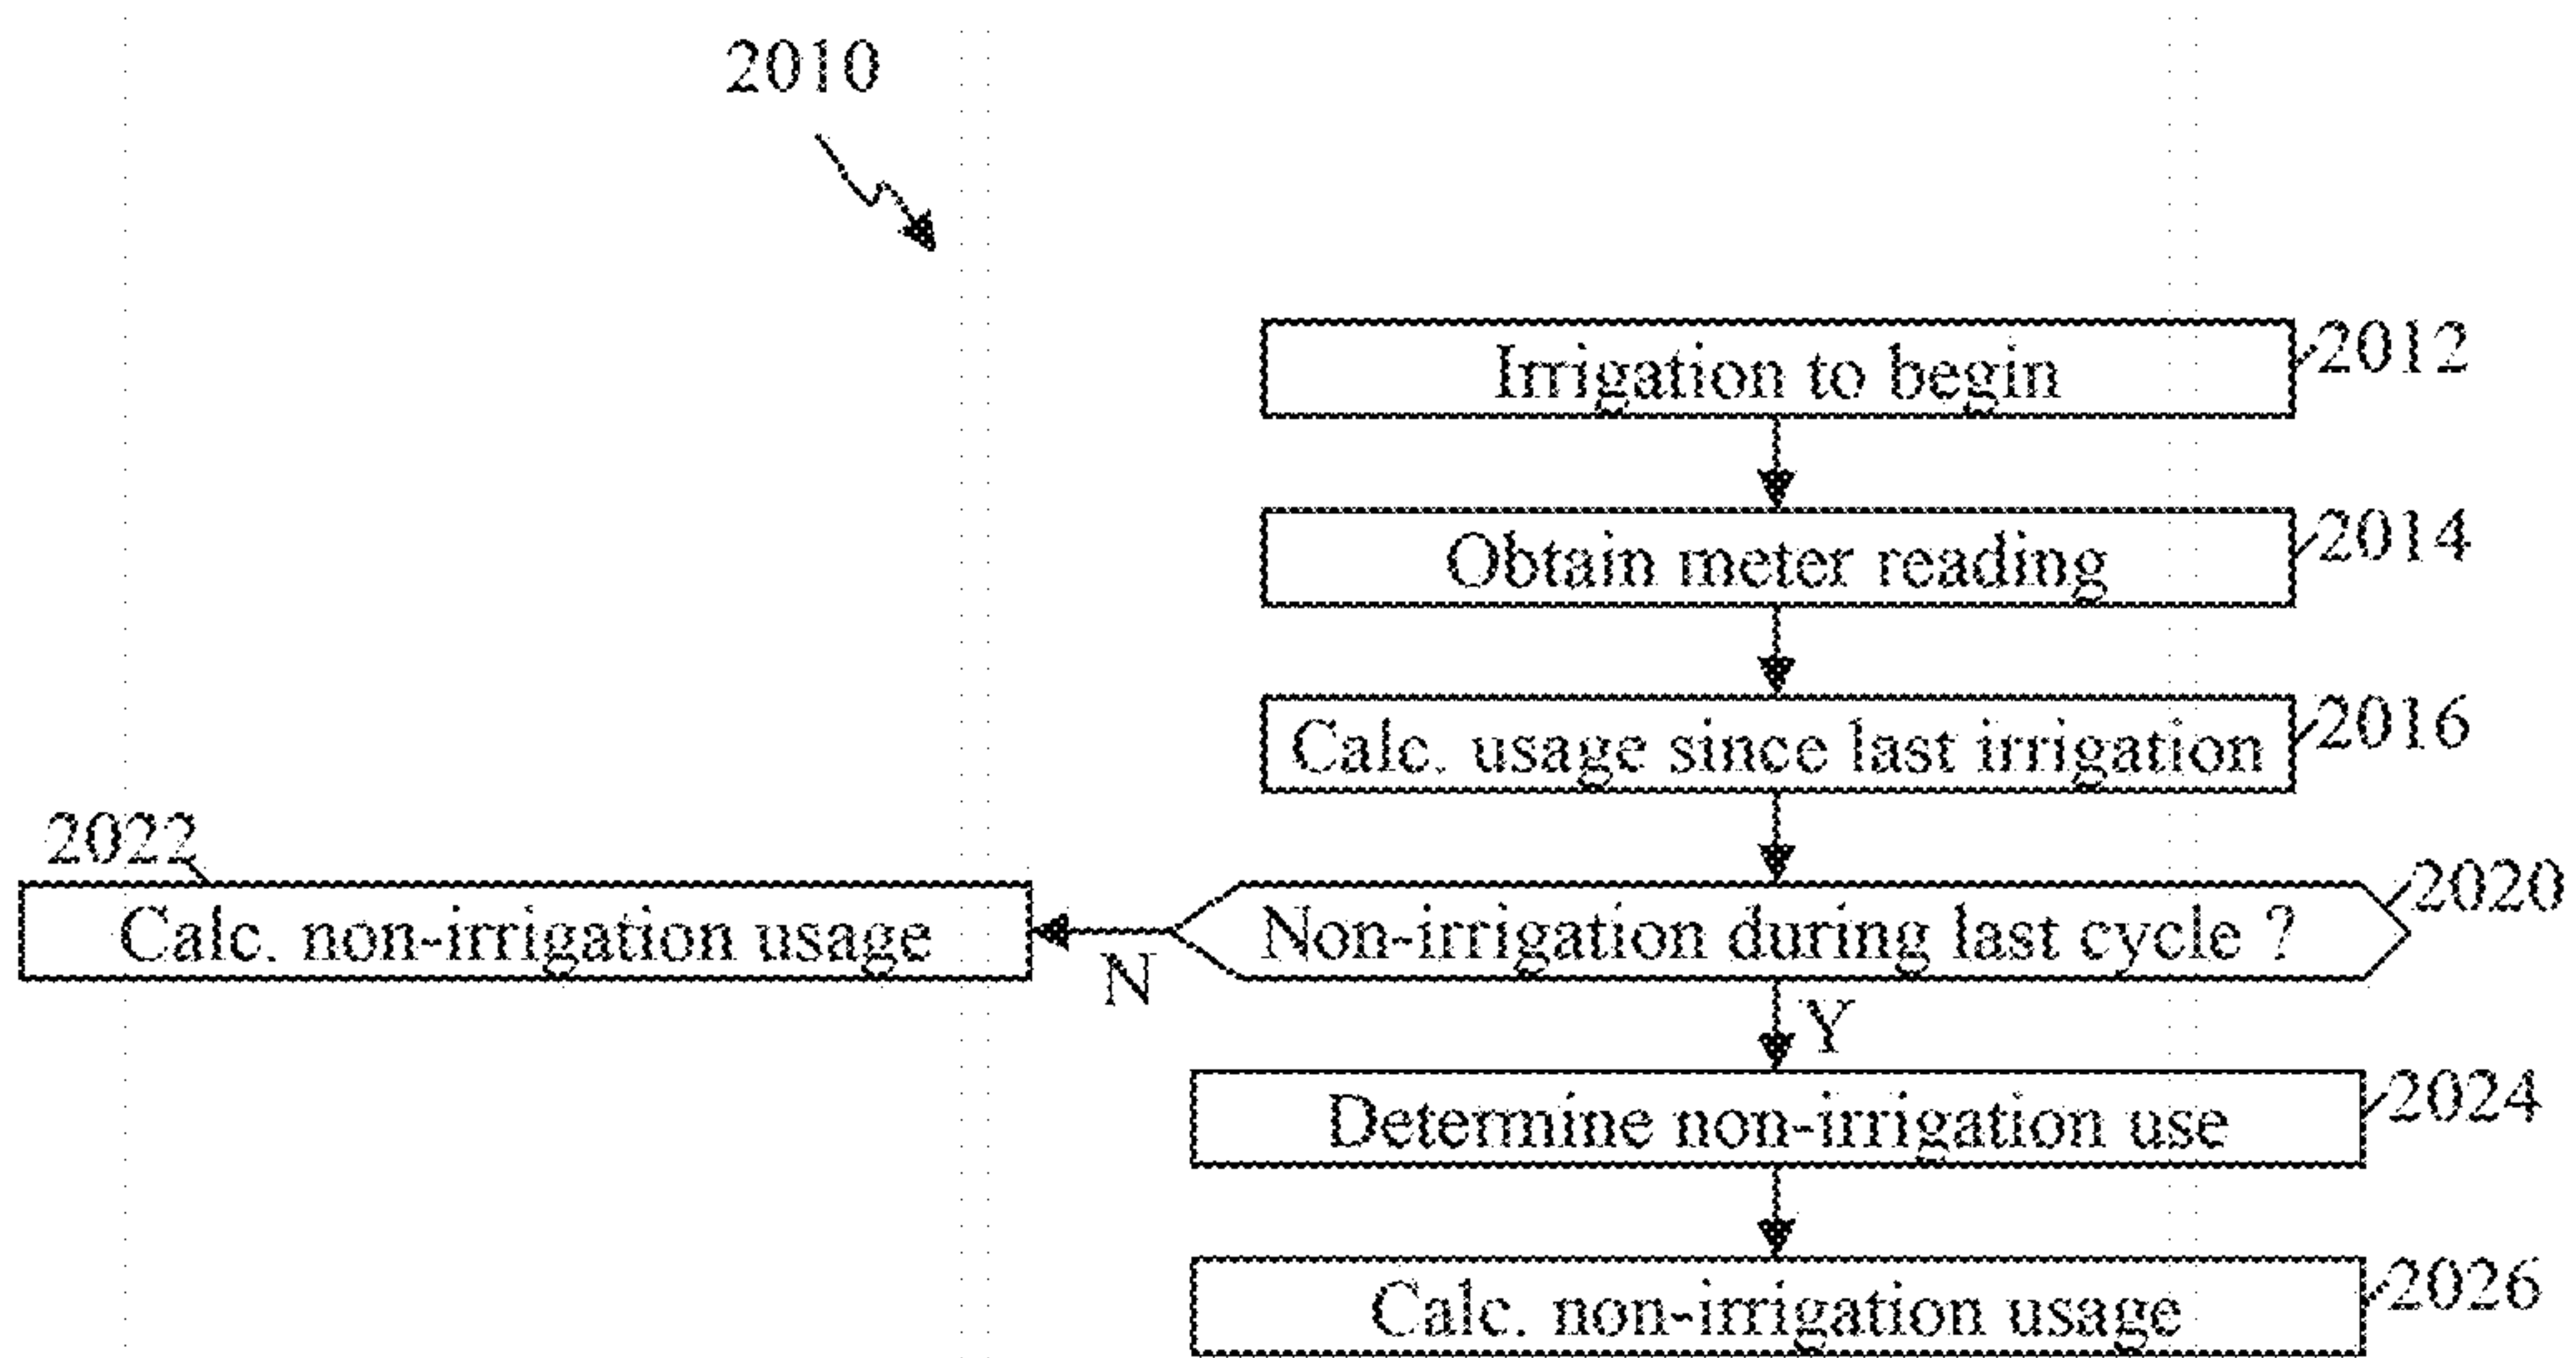 2010
Irrigation to begin
2012
Obtain meter reading
2014
Calc. usage since last irrigation
2016
2022
Calc. non-irrigation usage
N
Non-irrigation during last cycle ?
2020
Y
Determine non-irrigation use
2024
Calc. non-irrigation usage
2026